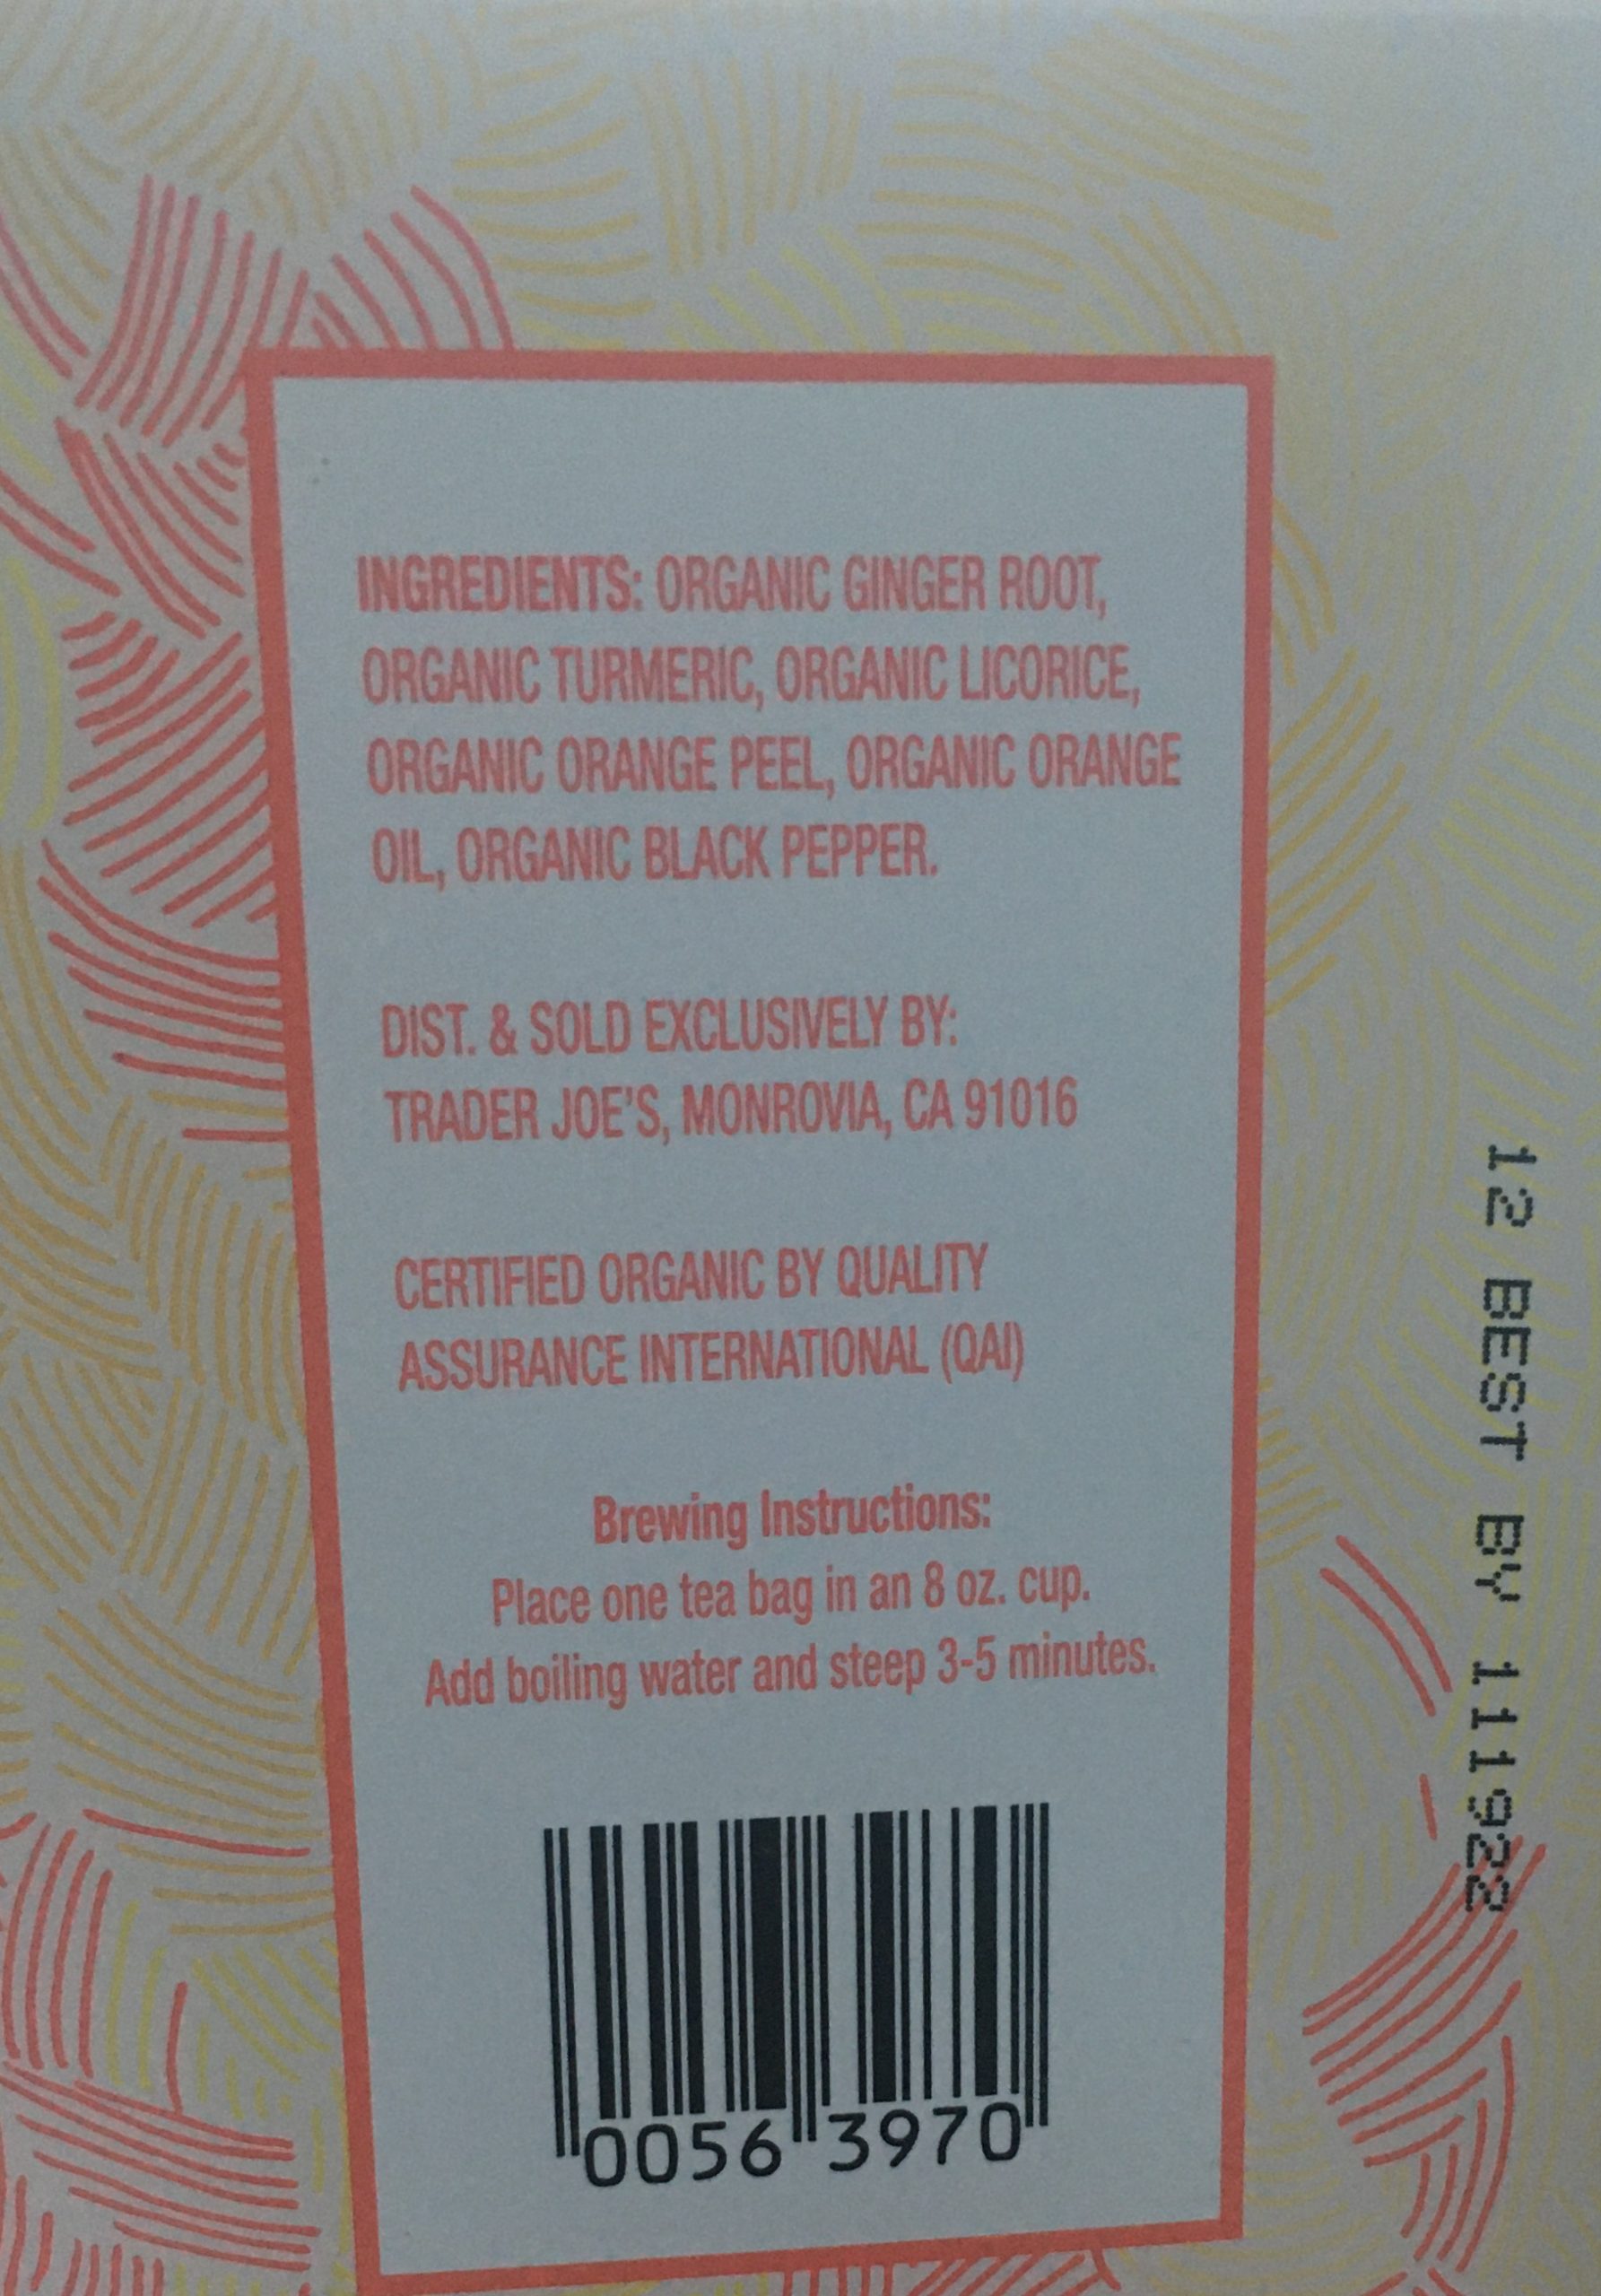 INGREDIENTS: ORGANIC GINGER ROOT,
ORGANIC TURMERIC, ORGANIC LICORICE,
ORGANIC ORANGE PEEL, ORGANIC ORANGE
OIL, ORGANIC BLACK PEPPER.
DIST. & SOLD EXCLUSIVELY BY:
TRADER JOE'S, MONROVIA, CA 91016
CERTIFIED ORGANIC BY QUALITY
ASSURANCE INTERNATIONAL (QAI)
Brewing Instructions:
Place one tea bag in an 8 oz. cup.
Add boiling water and steep 3-5 minutes.
0056 3970
12 BEST BY 111922